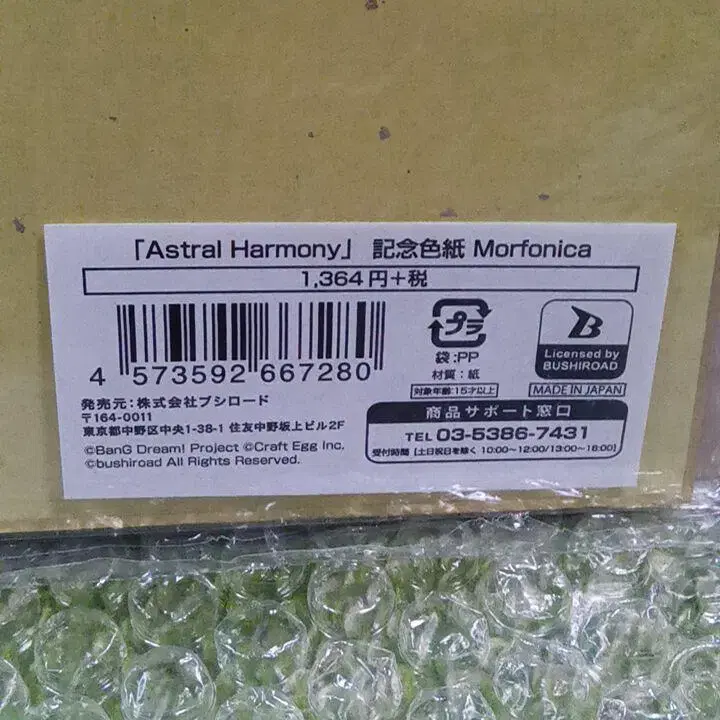 「Astral Harmony」 記念色紙 Morfonica
1,364円+税
4 573592 667280
プラ
袋:PP
材質:紙
対象年齢:15才以上
B
Licensed by
BUSHIROAD
MADE IN JAPAN
発売元:株式会社ブシロード
〒164-0011
東京都中野区中央1-38-1 住友中野坂上ビル2F
©BanG Dream! Project ©Craft Egg Inc.
©bushiroad All Rights Reserved.
商品サポート窓口
TEL 03-5386-7431
受付時間 [土日祝日を除く 10:00~12:00/13:00~18:00]